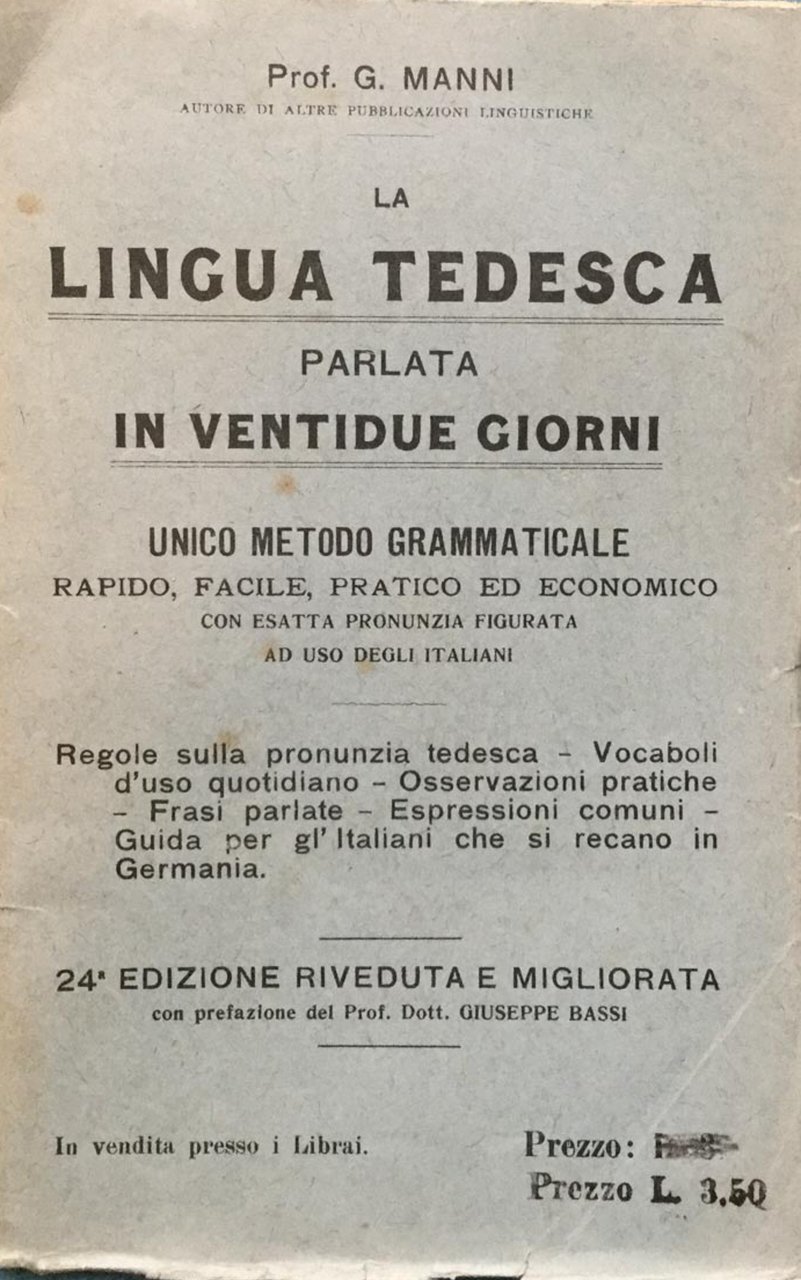 Prof. G. MANNI
AUTORE DI ALTRE PUBBLICAZIONI LINGUISTICHE
LA
LINGUA TEDESCA
PARLATA
IN VENTIDUE GIORNI
UNICO METODO GRAMMATICALE
RAPIDO, FACILE, PRATICO ED ECONOMICO
CON ESATTA PRONUNZIA FIGURATA
AD USO DEGLI ITALIANI
Regole sulla pronunzia tedesca – Vocaboli
d'uso quotidiano – Osservazioni pratiche
– Frasi parlate – Espressioni comuni –
Guida per gl' Italiani che si recano in
Germania.
24ª EDIZIONE RIVEDUTA E MIGLIORATA
con prefazione del Prof. Dott. GIUSEPPE BASSI
In vendita presso i Librai.
Prezzo:
Prezzo L. 3.50